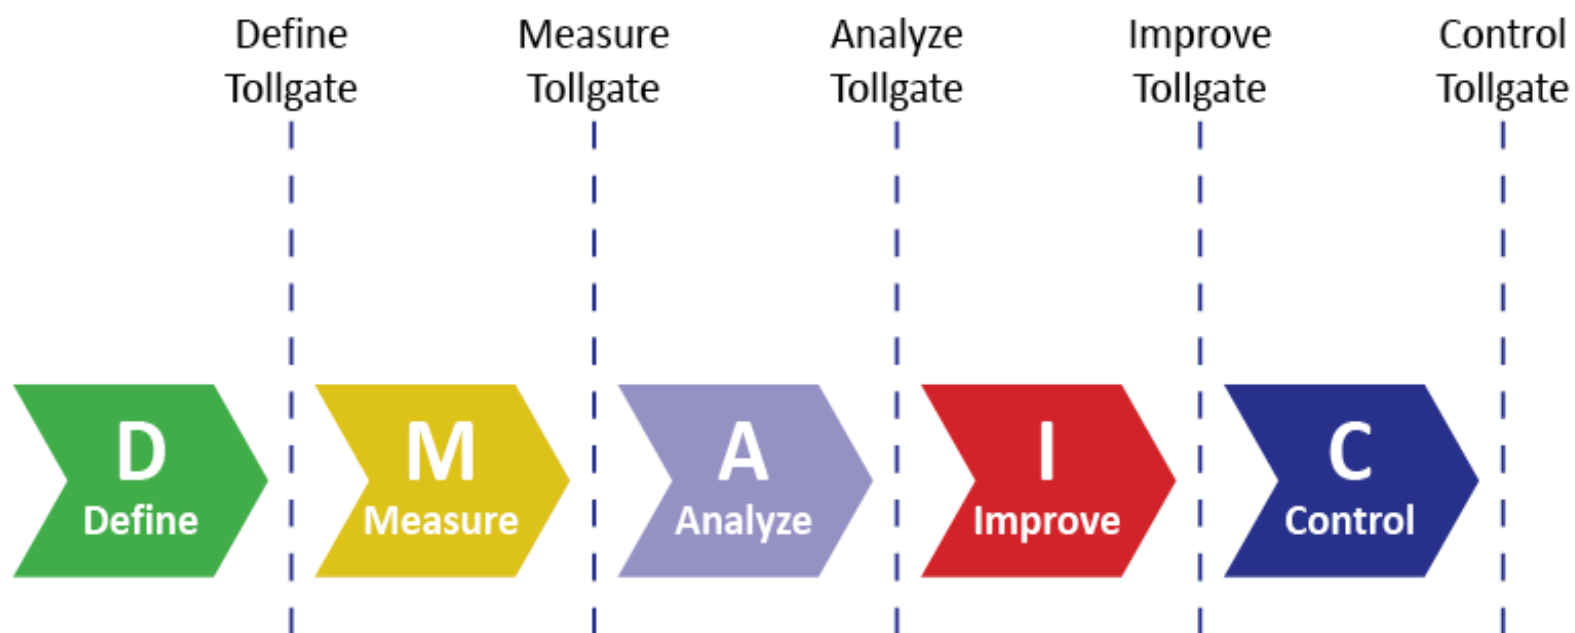 Define
Tollgate
Measure
Tollgate
Analyze
Tollgate
Improve
Tollgate
Control
Tollgate
D
Define
M
Measure
A
Analyze
I
Improve
C
Control